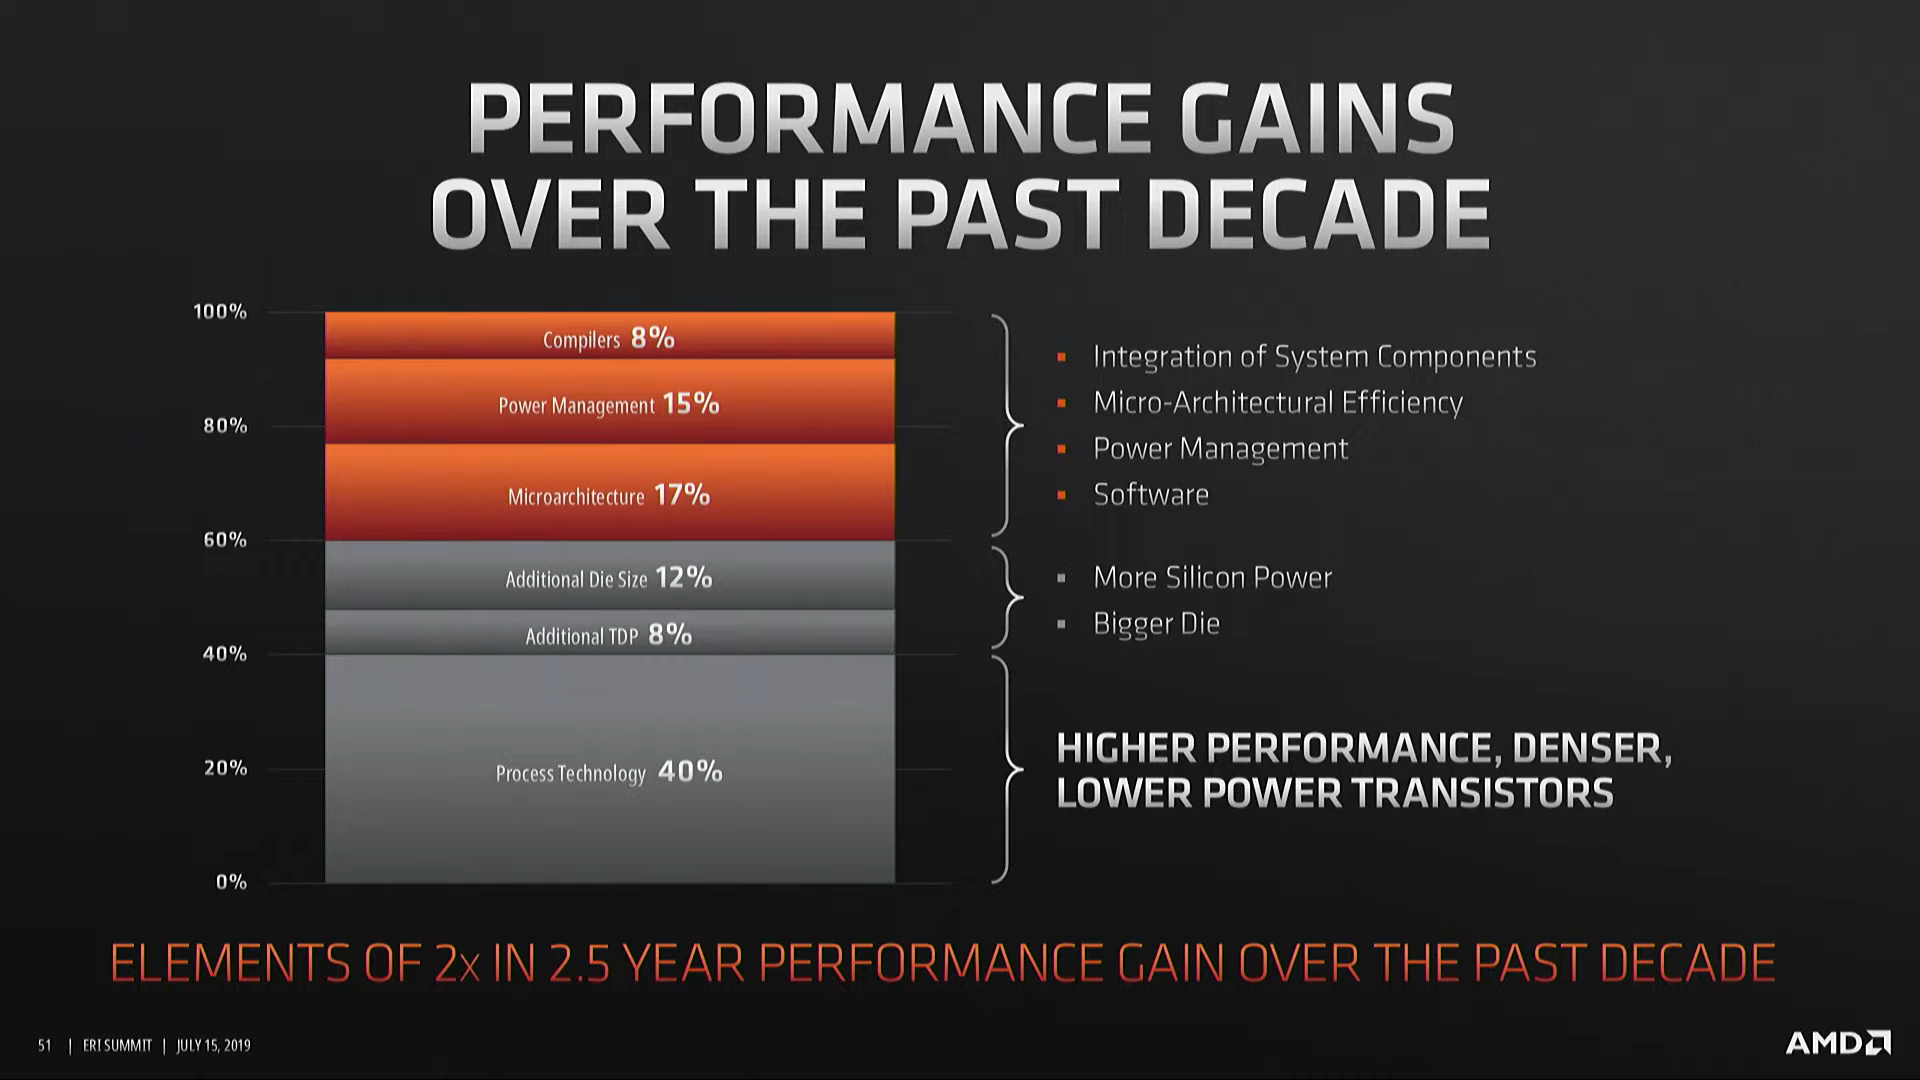 PERFORMANCE GAINS
OVER THE PAST DECADE
100%
80%
60%
40%
20%
0%
Compilers 8%
Power Management 15%
Microarchitecture 17%
Additional Die Size 12%
Additional TDP 8%
Process Technology 40%
▪ Integration of System Components
▪ Micro-Architectural Efficiency
▪ Power Management
▪ Software
▪ More Silicon Power
▪ Bigger Die
HIGHER PERFORMANCE, DENSER,
LOWER POWER TRANSISTORS
ELEMENTS OF 2x IN 2.5 YEAR PERFORMANCE GAIN OVER THE PAST DECADE
51 | ERI SUMMIT | JULY 15, 2019
AMD